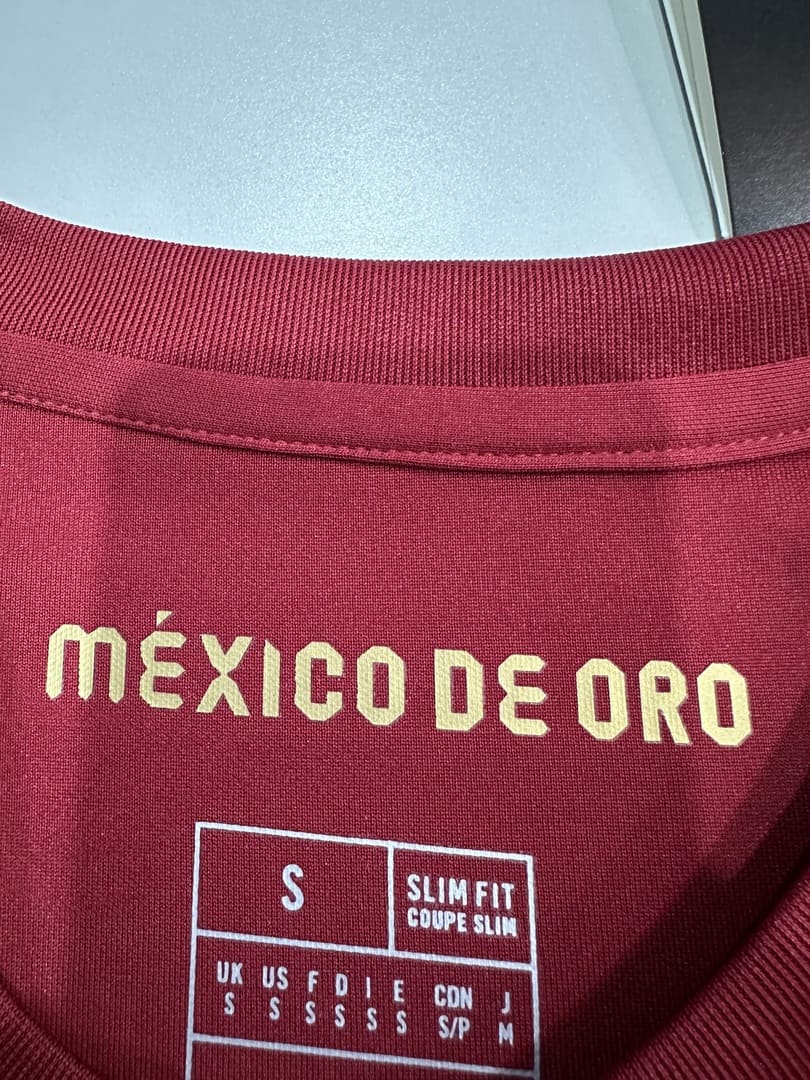 MÉXICO DE ORO
S
SLIM FIT
COUPE SLIM
UK US F D I E CDN J
S S S S S S S/P M